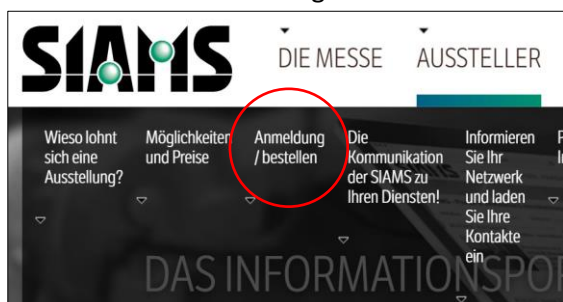 SIAMS
DIE MESSE
AUSSTELLER
Wieso lohnt
sich eine
Ausstellung?
Möglichkeiten
und Preise
Anmeldung
/ bestellen
Die
Kommunikation
der SIAMS zu
Ihren Diensten!
Informieren
Sie Ihr
Netzwerk
und laden
Sie Ihre
Kontakte
ein
DAS INFORMATIONSPO